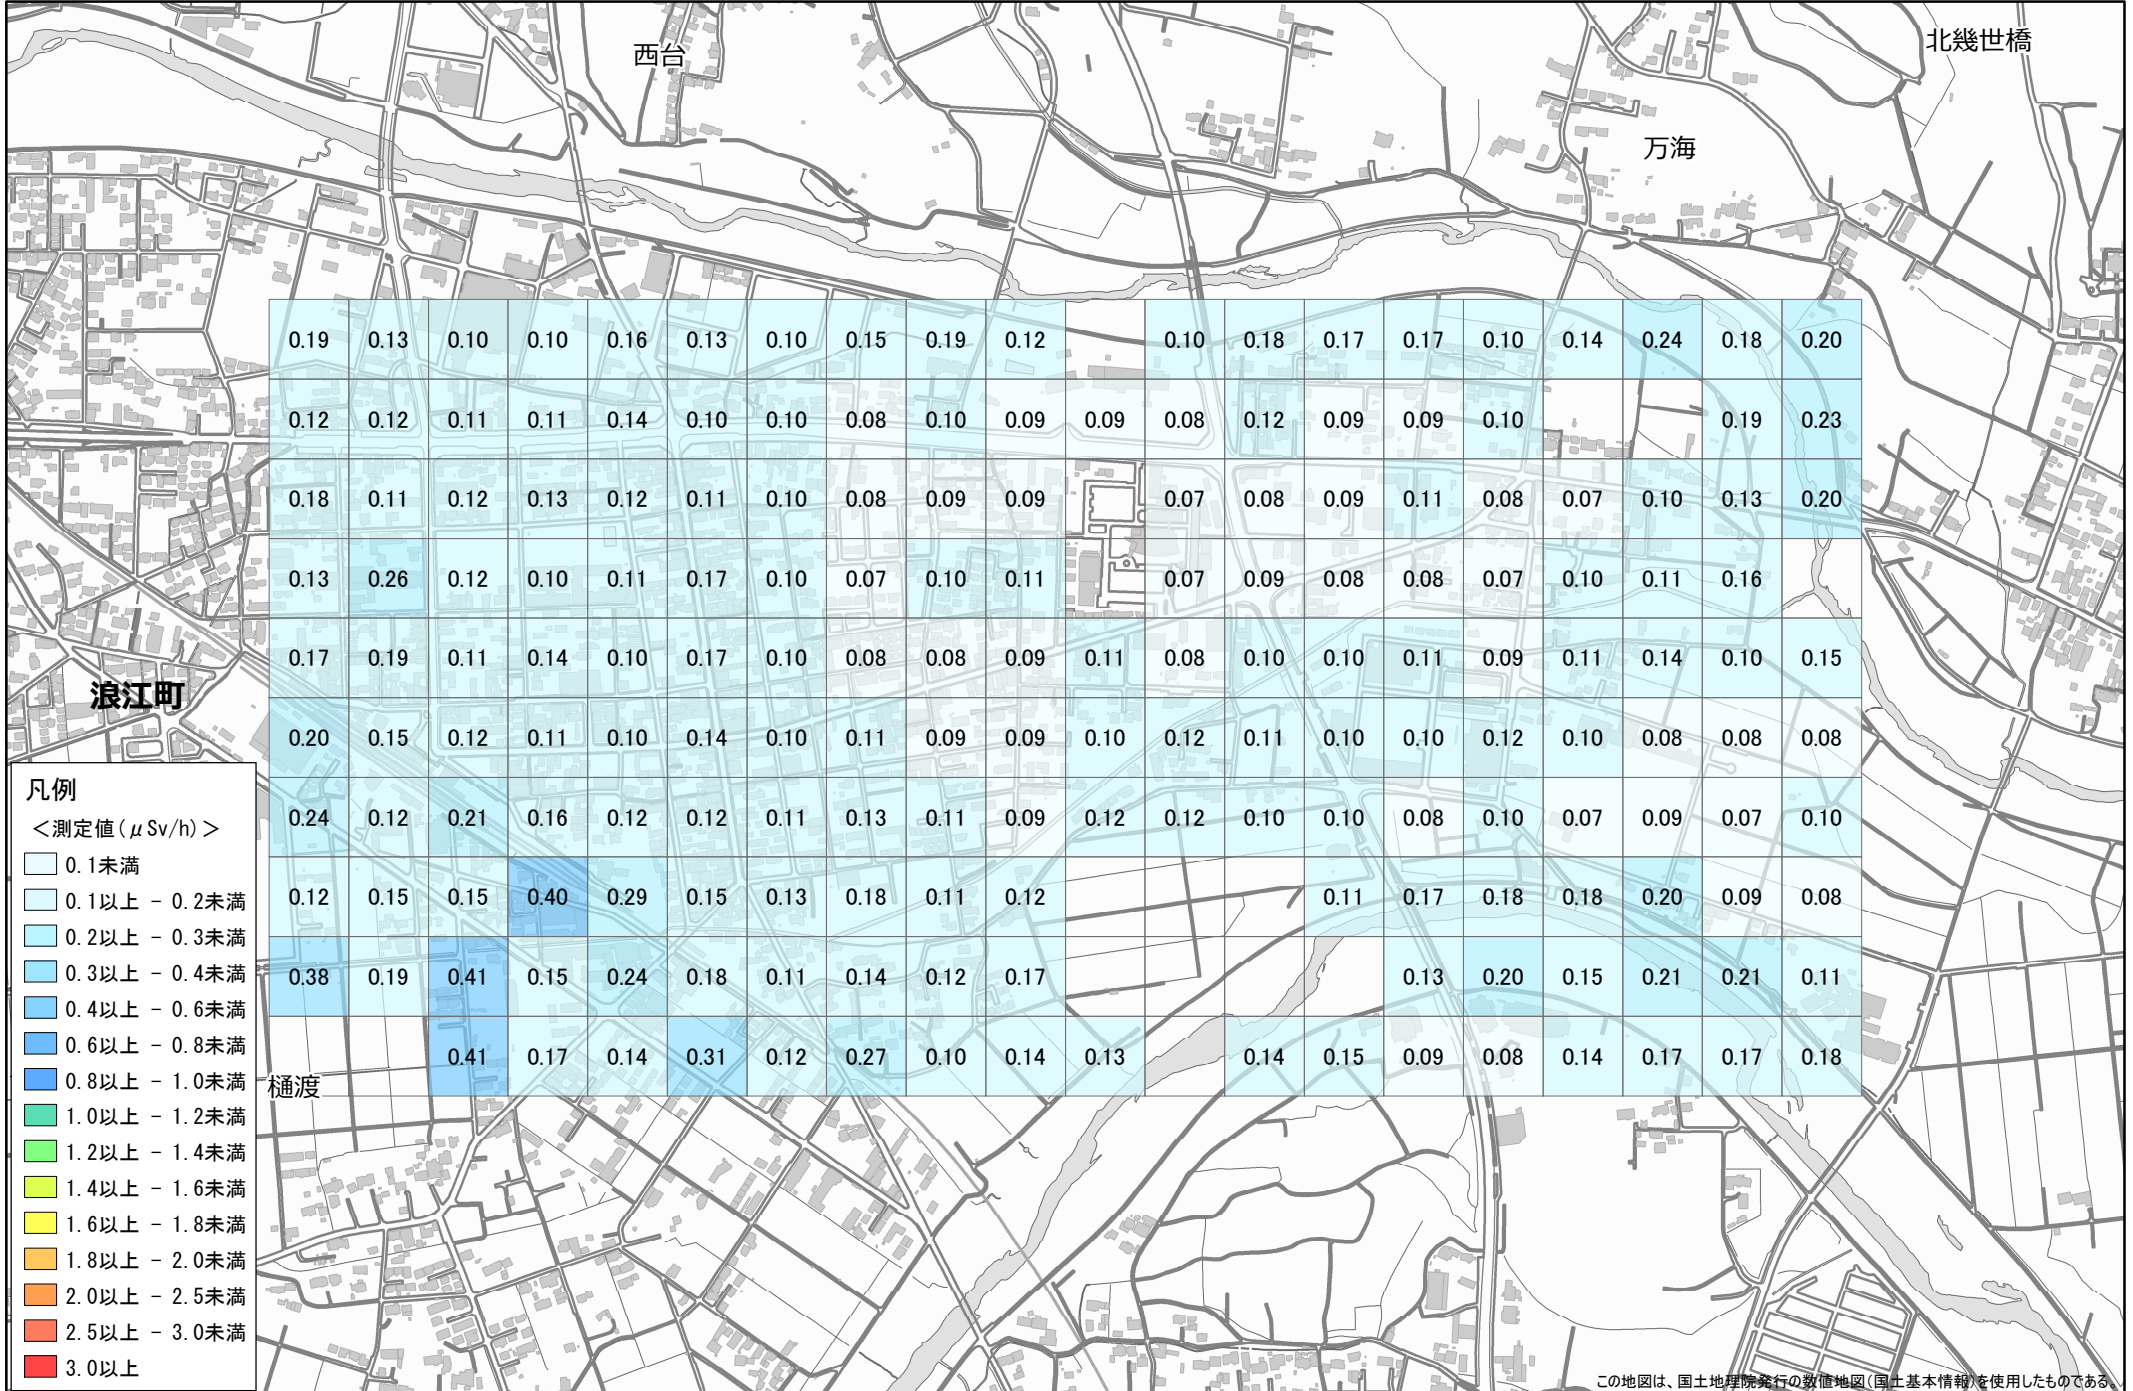 西台
北幾世橋
万海
0.19 0.13 0.10 0.10 0.16 0.13 0.10 0.15 0.19 0.12 0.10 0.18 0.17 0.17 0.10 0.14 0.24 0.18 0.20
0.12 0.12 0.11 0.11 0.14 0.10 0.10 0.08 0.10 0.09 0.09 0.08 0.12 0.09 0.09 0.10 0.19 0.23
0.18 0.11 0.12 0.13 0.12 0.11 0.10 0.08 0.09 0.09 0.07 0.08 0.09 0.11 0.08 0.07 0.10 0.13 0.20
0.13 0.26 0.12 0.10 0.11 0.17 0.10 0.07 0.10 0.11 0.07 0.09 0.08 0.08 0.07 0.10 0.11 0.16
0.17 0.19 0.11 0.14 0.10 0.17 0.10 0.08 0.08 0.09 0.11 0.08 0.10 0.10 0.11 0.09 0.11 0.14 0.10 0.15
浪江町
0.20 0.15 0.12 0.11 0.10 0.14 0.10 0.11 0.09 0.09 0.10 0.12 0.11 0.10 0.10 0.12 0.10 0.08 0.08 0.08
0.24 0.12 0.21 0.16 0.12 0.12 0.11 0.13 0.11 0.09 0.12 0.12 0.10 0.10 0.08 0.10 0.07 0.09 0.07 0.10
0.12 0.15 0.15 0.40 0.29 0.15 0.13 0.18 0.11 0.12 0.11 0.17 0.18 0.18 0.20 0.09 0.08
0.38 0.19 0.41 0.15 0.24 0.18 0.11 0.14 0.12 0.17 0.13 0.20 0.15 0.21 0.21 0.11
0.41 0.17 0.14 0.31 0.12 0.27 0.10 0.14 0.13 0.14 0.15 0.09 0.08 0.14 0.17 0.17 0.18
樋渡
凡例
＜測定値(μSv/h)＞
0.1未満
0.1以上 - 0.2未満
0.2以上 - 0.3未満
0.3以上 - 0.4未満
0.4以上 - 0.6未満
0.6以上 - 0.8未満
0.8以上 - 1.0未満
1.0以上 - 1.2未満
1.2以上 - 1.4未満
1.4以上 - 1.6未満
1.6以上 - 1.8未満
1.8以上 - 2.0未満
2.0以上 - 2.5未満
2.5以上 - 3.0未満
3.0以上
この地図は、国土地理院発行の数値地図(国土基本情報)を使用したものである。